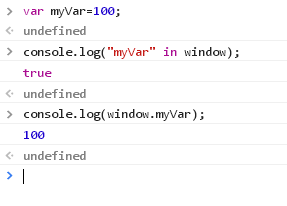 var myVar=100;
undefined
console.log("myVar" in window);
true
undefined
console.log(window.myVar);
100
undefined